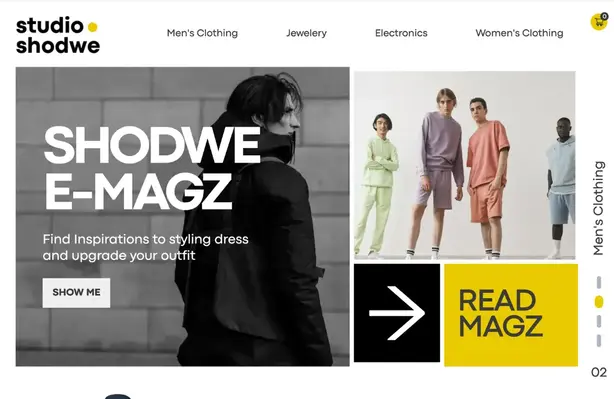 studio
shodwe
Men's Clothing
Jewelery
Electronics
Women's Clothing
0
SHODWE
E-MAGZ
Find Inspirations to styling dress
and upgrade your outfit
SHOW ME
READ
MAGZ
Men's Clothing
02